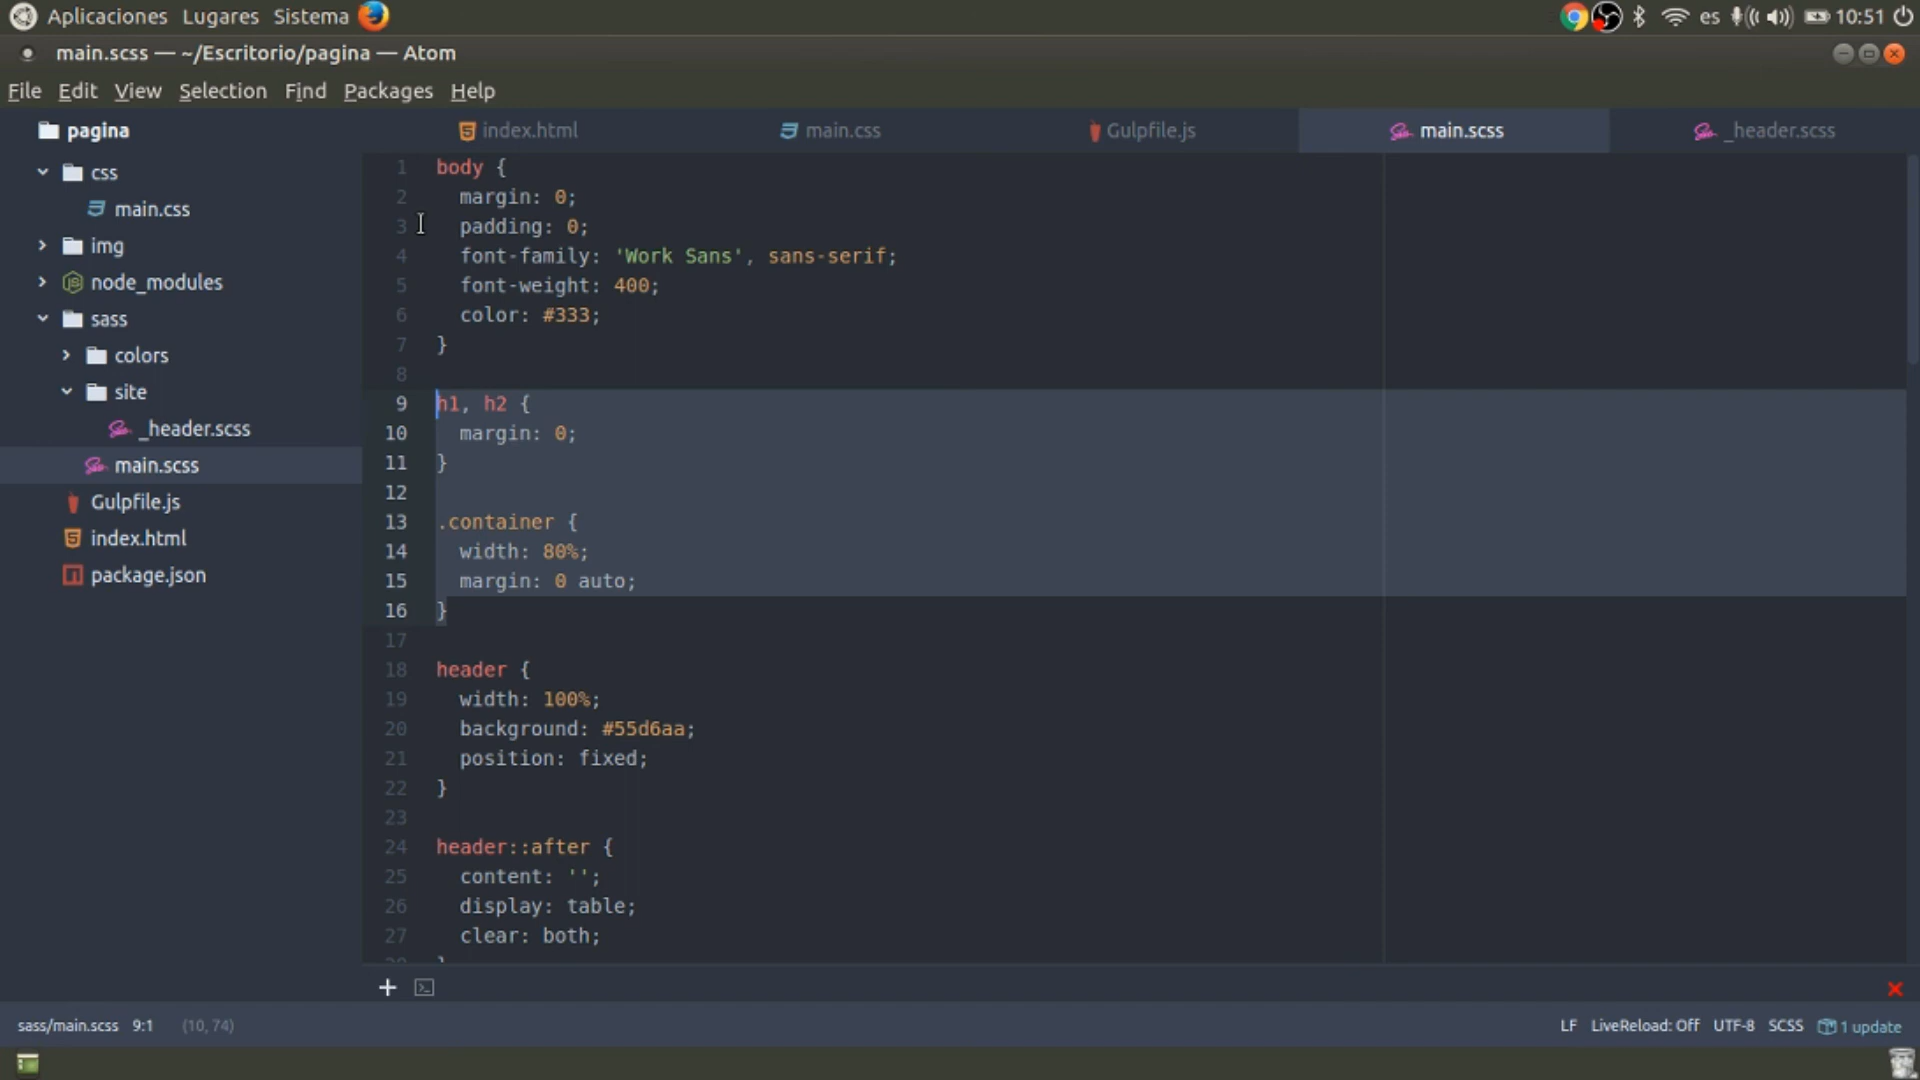 Aplicaciones Lugares Sistema es 10:51
main.scss — ~/Escritorio/pagina — Atom
File Edit View Selection Find Packages Help
pagina
css
main.css
img
node_modules
sass
colors
site
_header.scss
main.scss
Gulpfile.js
index.html
package.json
index.html main.css Gulpfile.js main.scss _header.scss
1 body {
2 margin: 0;
3 padding: 0;
4 font-family: 'Work Sans', sans-serif;
5 font-weight: 400;
6 color: #333;
7 }
8
9 h1, h2 {
10 margin: 0;
11 }
12
13 .container {
14 width: 80%;
15 margin: 0 auto;
16 }
17
18 header {
19 width: 100%;
20 background: #55d6aa;
21 position: fixed;
22 }
23
24 header::after {
25 content: '';
26 display: table;
27 clear: both;
sass/main.scss 9:1 (10, 74) LF LiveReload: Off UTF-8 SCSS 1 update